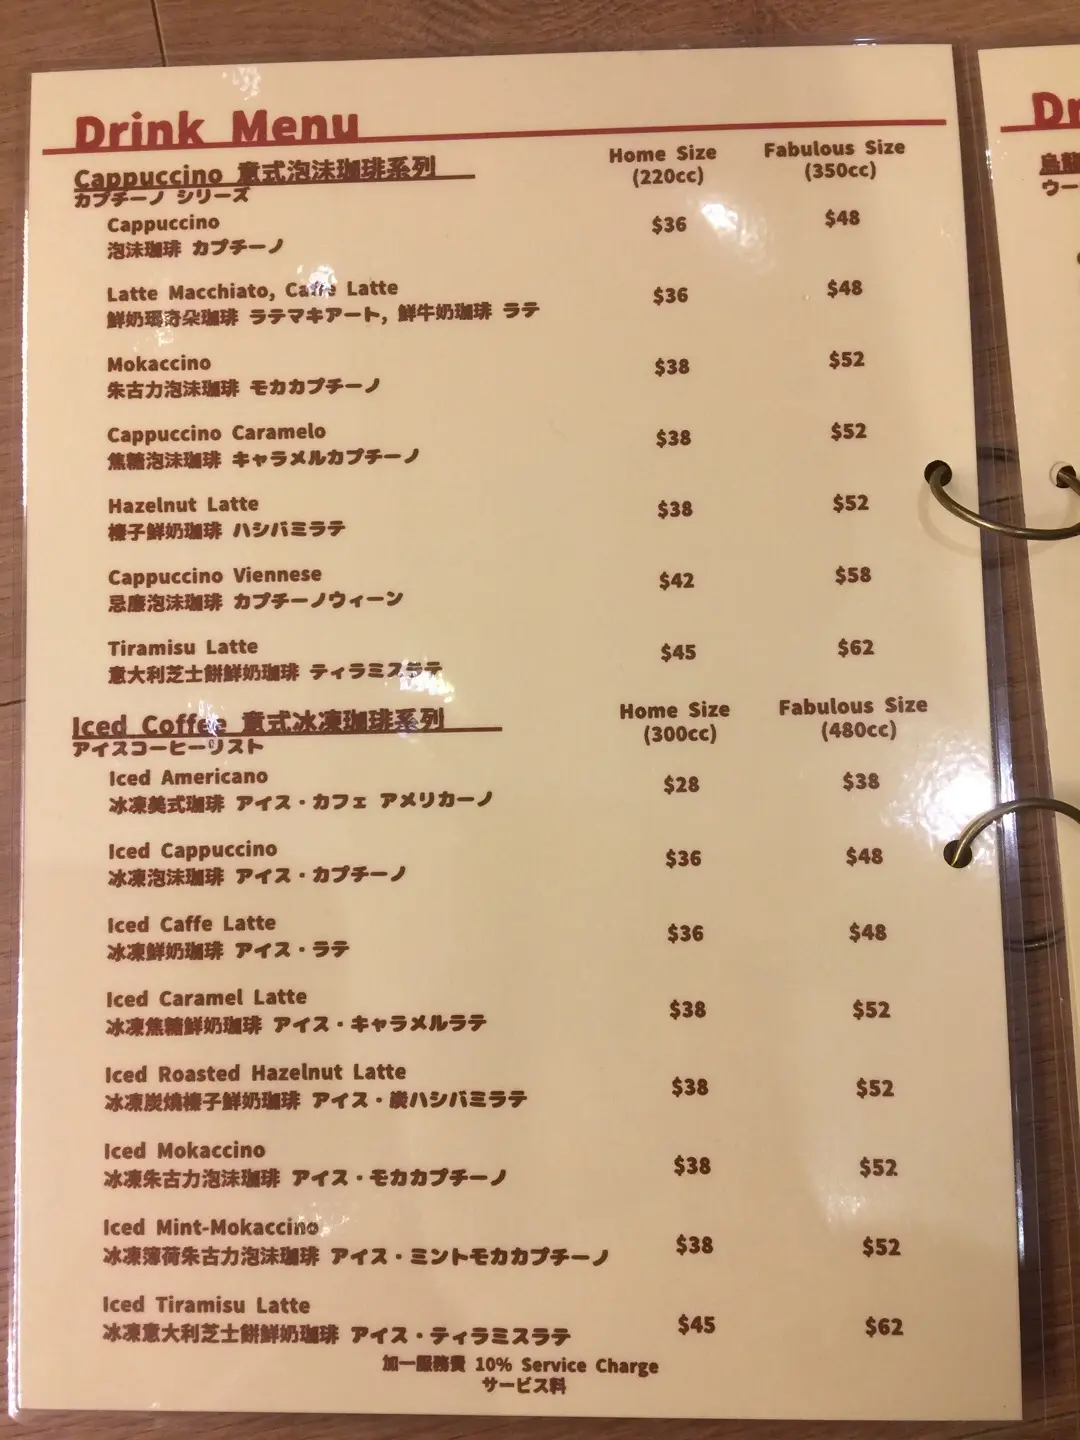 Drink Menu
Cappuccino 意式泡沫珈琲系列
カプチーノ シリーズ
Home Size Fabulous Size
(220cc) (350cc)
Cappuccino $36 $48
泡沫珈琲 カプチーノ
Latte Macchiato, Caffe Latte $36 $48
鮮奶瑪奇朵珈琲 ラテマキアート, 鮮牛奶珈琲 ラテ
Mokaccino $38 $52
朱古力泡沫珈琲 モカカプチーノ
Cappuccino Caramelo $38 $52
焦糖泡沫珈琲 キャラメルカプチーノ
Hazelnut Latte $38 $52
榛子鮮奶珈琲 ハシバミラテ
Cappuccino Viennese $42 $58
忌廉泡沫珈琲 カプチーノウィーン
Tiramisu Latte $45 $62
意大利芝士餅鮮奶珈琲 ティラミスラテ
Iced Coffee 意式冰凍珈琲系列
アイスコーヒーリスト
Home Size Fabulous Size
(300cc) (480cc)
Iced Americano $28 $38
冰凍美式珈琲 アイス・カフェ アメリカーノ
Iced Cappuccino $36 $48
冰凍泡沫珈琲 アイス・カプチーノ
Iced Caffe Latte $36 $48
冰凍鮮奶珈琲 アイス・ラテ
Iced Caramel Latte $38 $52
冰凍焦糖鮮奶珈琲 アイス・キャラメルラテ
Iced Roasted Hazelnut Latte $38 $52
冰凍炭燒榛子鮮奶珈琲 アイス・炭ハシバミラテ
Iced Mokaccino $38 $52
冰凍朱古力泡沫珈琲 アイス・モカカプチーノ
Iced Mint-Mokaccino $38 $52
冰凍薄荷朱古力泡沫珈琲 アイス・ミントモカカプチーノ
Iced Tiramisu Latte $45 $62
冰凍意大利芝士餅鮮奶珈琲 アイス・ティラミスラテ
加一服務費 10% Service Charge
サービス料